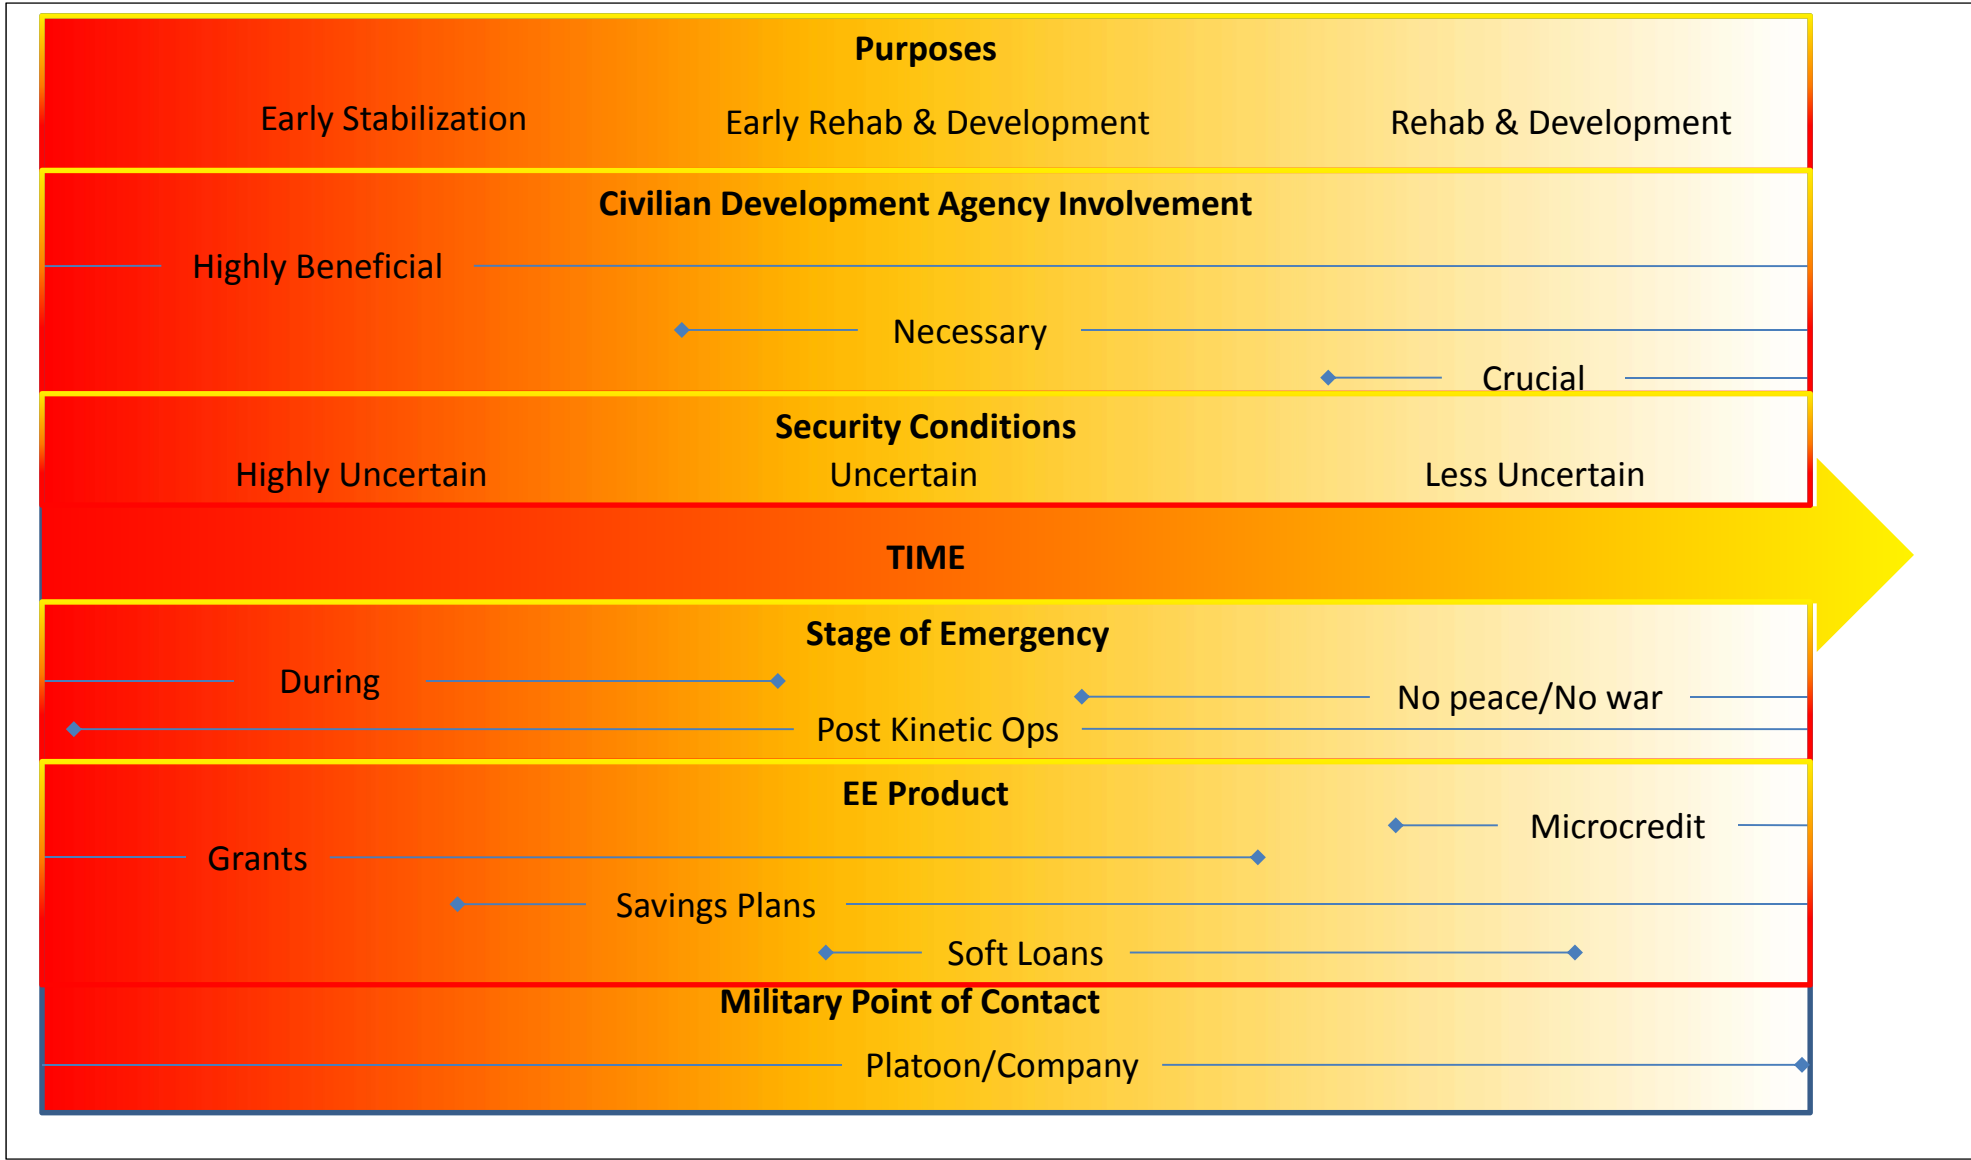 Purposes
Early Stabilization Early Rehab & Development Rehab & Development
Civilian Development Agency Involvement
Highly Beneficial
Necessary
Crucial
Security Conditions
Highly Uncertain Uncertain Less Uncertain
TIME
Stage of Emergency
During
No peace/No war
Post Kinetic Ops
EE Product
Microcredit
Grants
Savings Plans
Soft Loans
Military Point of Contact
Platoon/Company